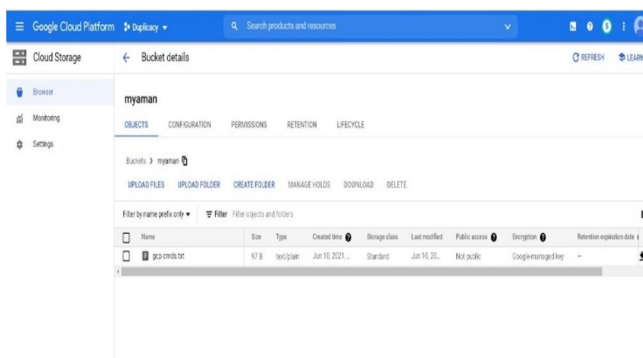 Google Cloud Platform
Duplicacy
Search products and resources
Cloud Storage
Bucket details
REFRESH
LEARN
Browser
Monitoring
Settings
myaman
OBJECTS CONFIGURATION PERMISSIONS RETENTION LIFECYCLE
Buckets > myaman
UPLOAD FILES UPLOAD FOLDER CREATE FOLDER MANAGE HOLDS DOWNLOAD DELETE
Filter by name prefix only Filter Filter objects and folders
Name Size Type Created time Storage class Last modified Public access Encryption Retention expiration date
gcp cmds.txt 97 B text/plain Jun 10, 2021, ... Standard Jun 10, 20... Not public Google-managed key –